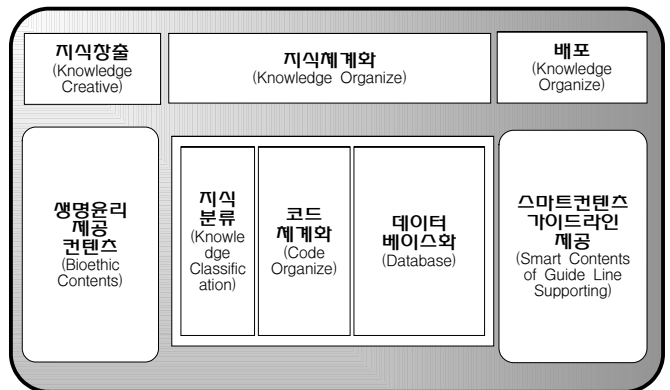 지식창출
(Knowledge
Creative)
지식체계화
(Knowledge Organize)
배포
(Knowledge
Organize)
생명윤리
제공
컨텐츠
(Bioethic
Contents)
지식
분류
(Knowle
dge
Classific
ation)
코드
체계화
(Code
Organize)
데이터
베이스화
(Database)
스마트컨텐츠
가이드라인
제공
(Smart Contents
of Guide Line
Supporting)